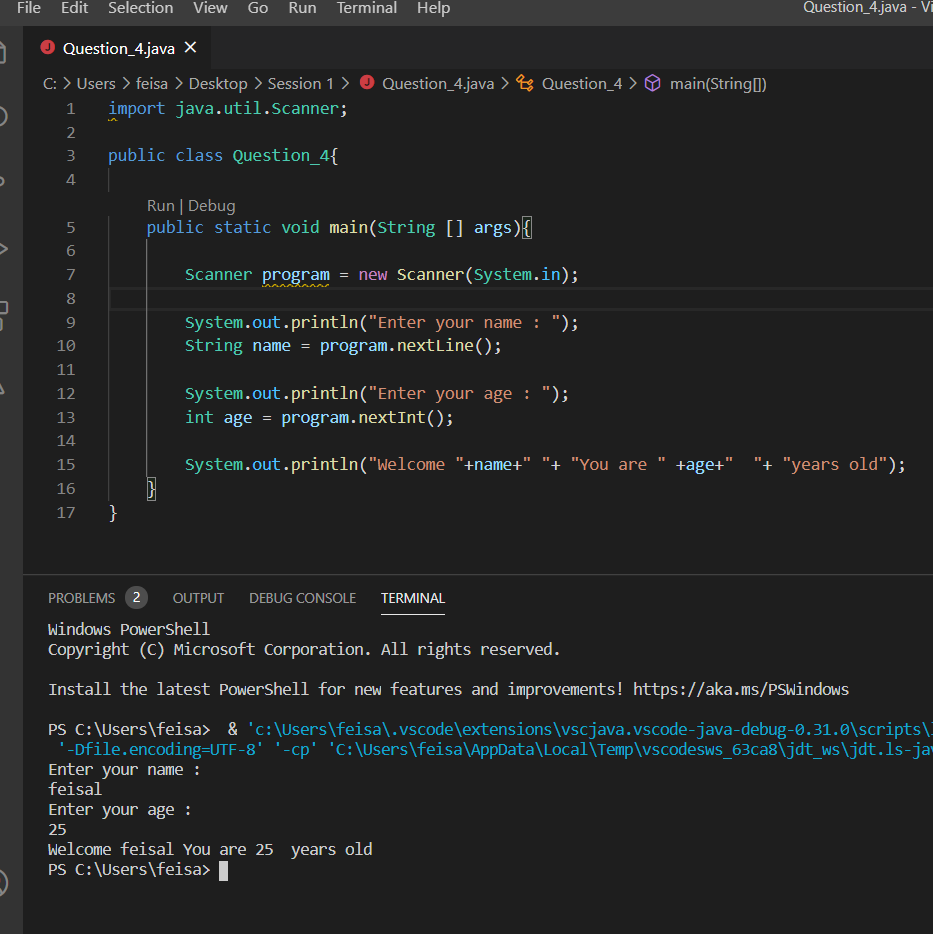 File Edit Selection View Go Run Terminal Help Question_4.java - Vi
Question_4.java ×
C: > Users > feisa > Desktop > Session 1 > Question_4.java > Question_4 > main(String[])
1 import java.util.Scanner;
2
3 public class Question_4{
4
Run | Debug
5 public static void main(String [] args){
6
7 Scanner program = new Scanner(System.in);
8
9 System.out.println("Enter your name : ");
10 String name = program.nextLine();
11
12 System.out.println("Enter your age : ");
13 int age = program.nextInt();
14
15 System.out.println("Welcome "+name+" "+ "You are " +age+"  "+ "years old");
16 }
17 }
PROBLEMS 2 OUTPUT DEBUG CONSOLE TERMINAL
Windows PowerShell
Copyright (C) Microsoft Corporation. All rights reserved.
Install the latest PowerShell for new features and improvements! https://aka.ms/PSWindows
PS C:\Users\feisa>  & 'c:\Users\feisa\.vscode\extensions\vscjava.vscode-java-debug-0.31.0\scripts\
'-Dfile.encoding=UTF-8' '-cp' 'C:\Users\feisa\AppData\Local\Temp\vscodesws_63ca8\jdt_ws\jdt.ls-jav
Enter your name :
feisal
Enter your age :
25
Welcome feisal You are 25  years old
PS C:\Users\feisa>